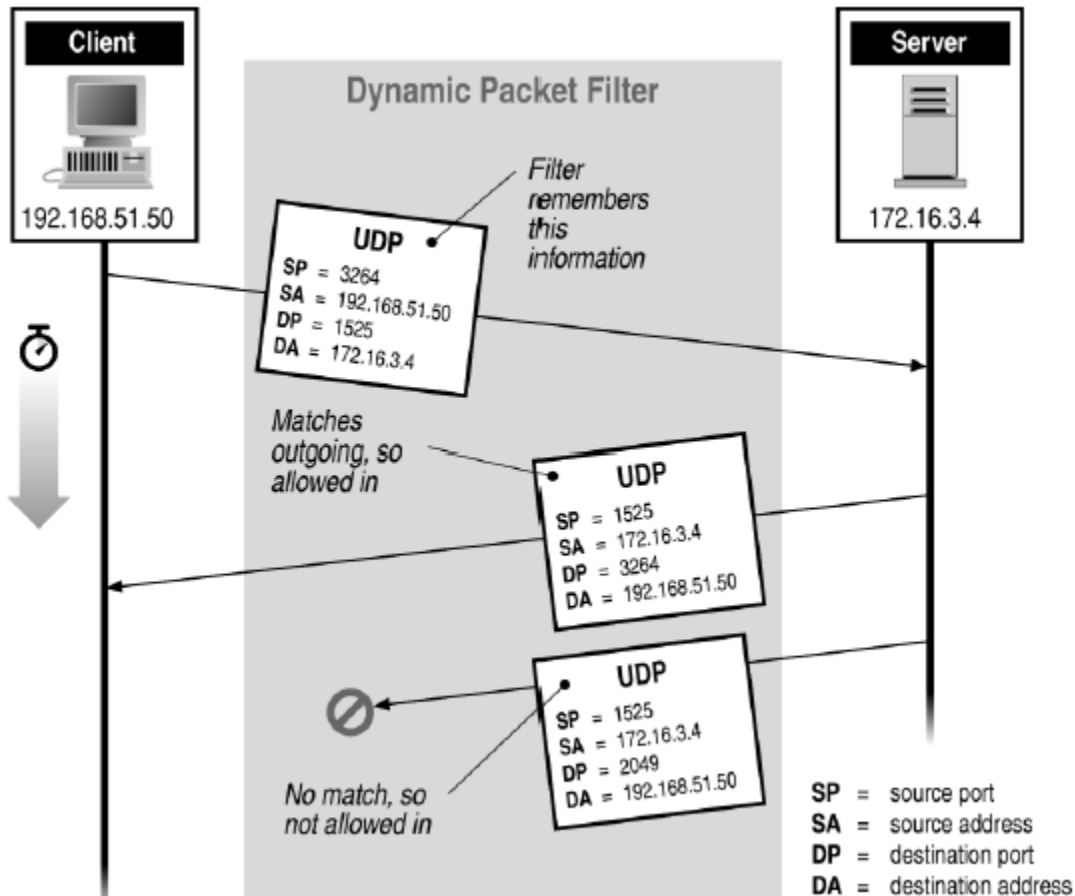 Client
192.168.51.50
Server
172.16.3.4
Dynamic Packet Filter
Filter
remembers
this
information
UDP
SP = 3264
SA = 192.168.51.50
DP = 1525
DA = 172.16.3.4
Matches
outgoing, so
allowed in
UDP
SP = 1525
SA = 172.16.3.4
DP = 3264
DA = 192.168.51.50
UDP
SP = 1525
SA = 172.16.3.4
DP = 2049
DA = 192.168.51.50
No match, so
not allowed in
SP = source port
SA = source address
DP = destination port
DA = destination address